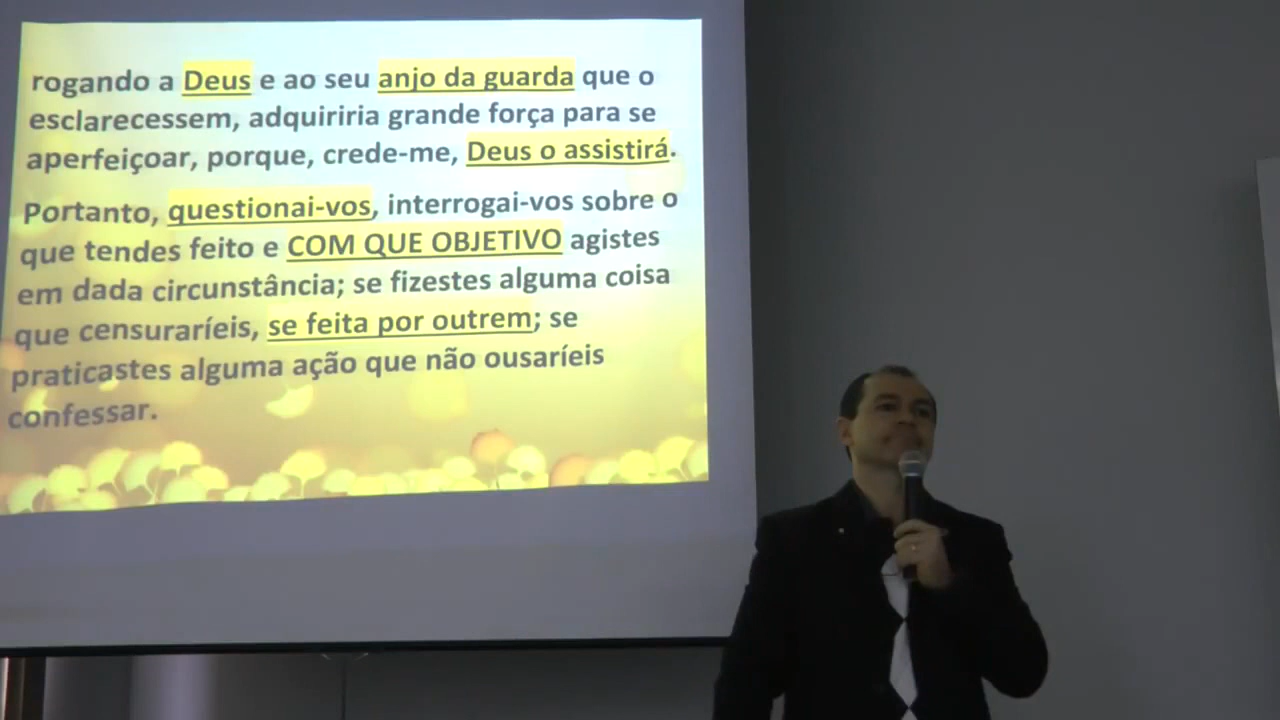 rogando a Deus e ao seu anjo da guarda que o
esclarecessem, adquiriria grande força para se
aperfeiçoar, porque, crede-me, Deus o assistirá.
Portanto, questionai-vos, interrogai-vos sobre o
que tendes feito e COM QUE OBJETIVO agistes
em dada circunstância; se fizestes alguma coisa
que censuraríeis, se feita por outrem; se
praticastes alguma ação que não ousaríeis
confessar.